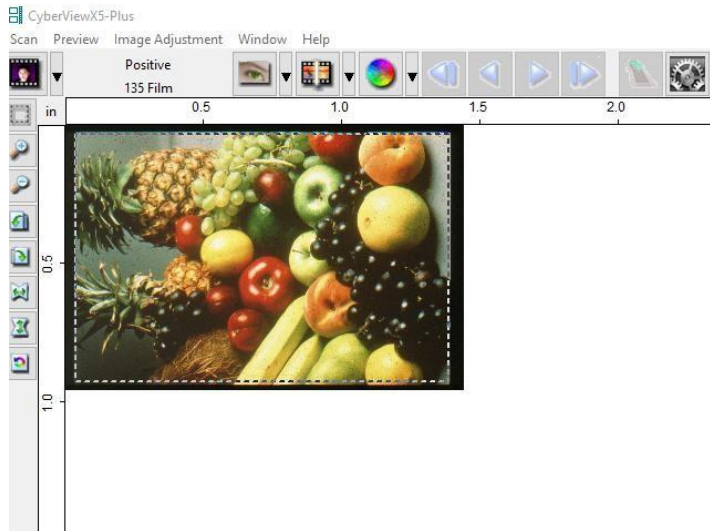 CyberViewX5-Plus
Scan Preview Image Adjustment Window Help
Positive
135 Film
in 0.5 1.0 1.5 2.0
0.5
1.0